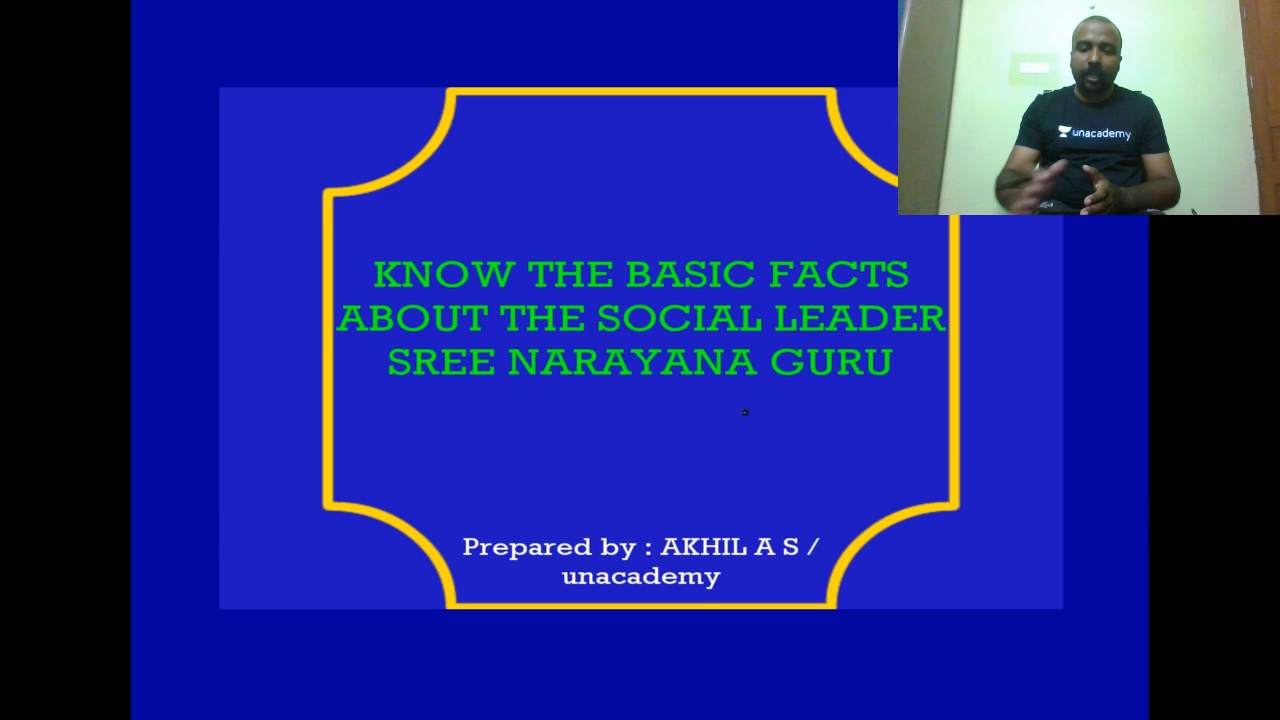 unacademy
KNOW THE BASIC FACTS
ABOUT THE SOCIAL LEADER
SREE NARAYANA GURU
Prepared by : AKHIL A S /
unacademy